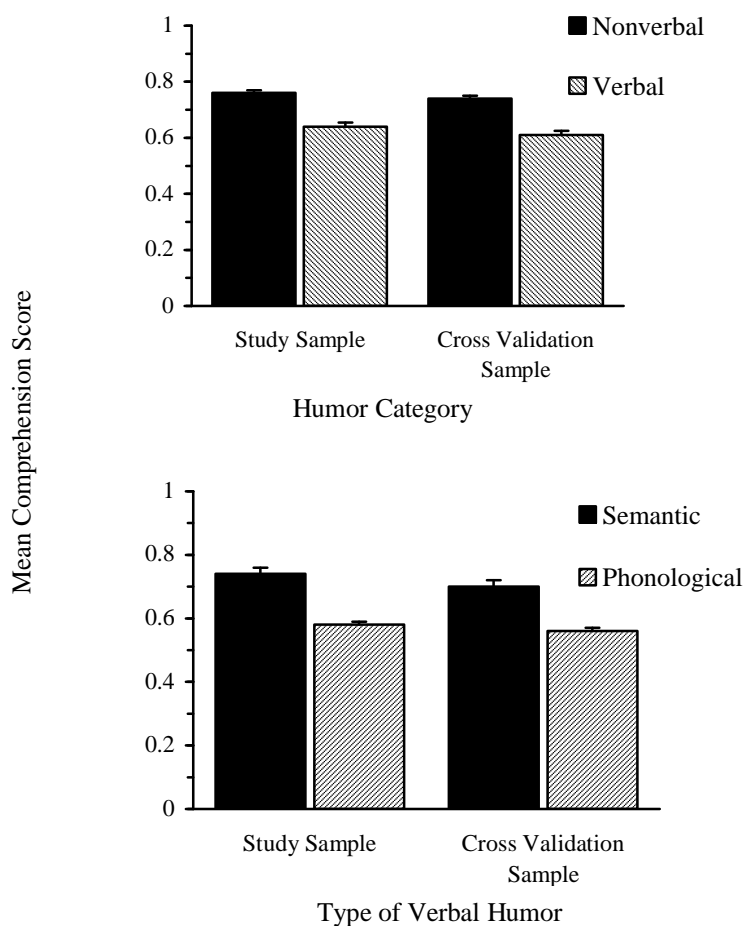 Mean Comprehension Score
1
0.8
0.6
0.4
0.2
0
Nonverbal
Verbal
Study Sample
Cross Validation
Sample
Humor Category
1
0.8
0.6
0.4
0.2
0
Semantic
Phonological
Study Sample
Cross Validation
Sample
Type of Verbal Humor